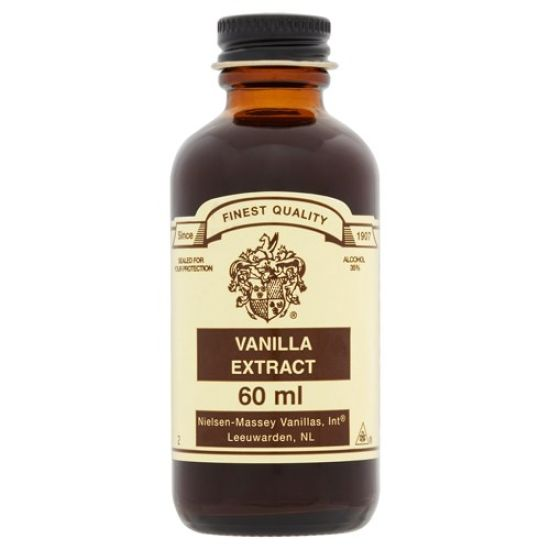 FINEST QUALITY
Since
1907
SEALED FOR
YOUR PROTECTION
ALCOHOL
35%
®
VANILLA
EXTRACT
60 ml
Nielsen-Massey Vanillas, Int®
Leeuwarden, NL
2